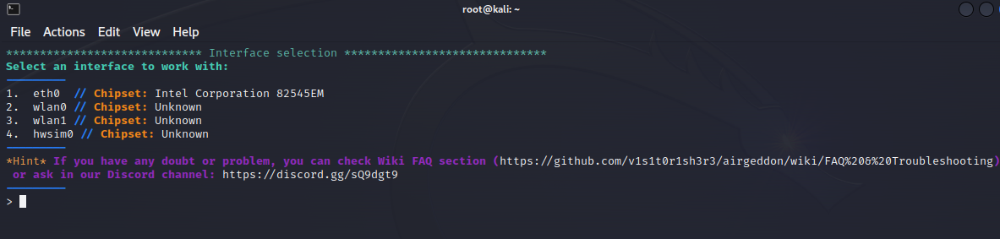 root@kali: ~
File Actions Edit View Help
***************************** Interface selection ******************************
Select an interface to work with:
---------
1. eth0 // Chipset: Intel Corporation 82545EM
2. wlan0 // Chipset: Unknown
3. wlan1 // Chipset: Unknown
4. hwsim0 // Chipset: Unknown
---------
*Hint* If you have any doubt or problem, you can check Wiki FAQ section (https://github.com/v1s1t0r1sh3r3/airgeddon/wiki/FAQ%20&%20Troubleshooting)
or ask in our Discord channel: https://discord.gg/sQ9dgt9
---------
>